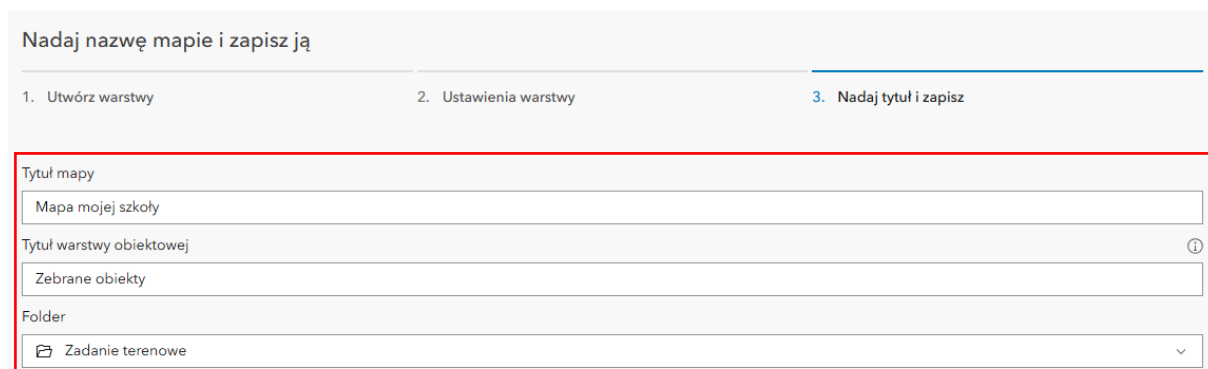 Nadaj nazwę mapie i zapisz ją
1. Utwórz warstwy
2. Ustawienia warstwy
3. Nadaj tytuł i zapisz
Tytuł mapy
Mapa mojej szkoły
Tytuł warstwy obiektowej
Zebrane obiekty
Folder
Zadanie terenowe